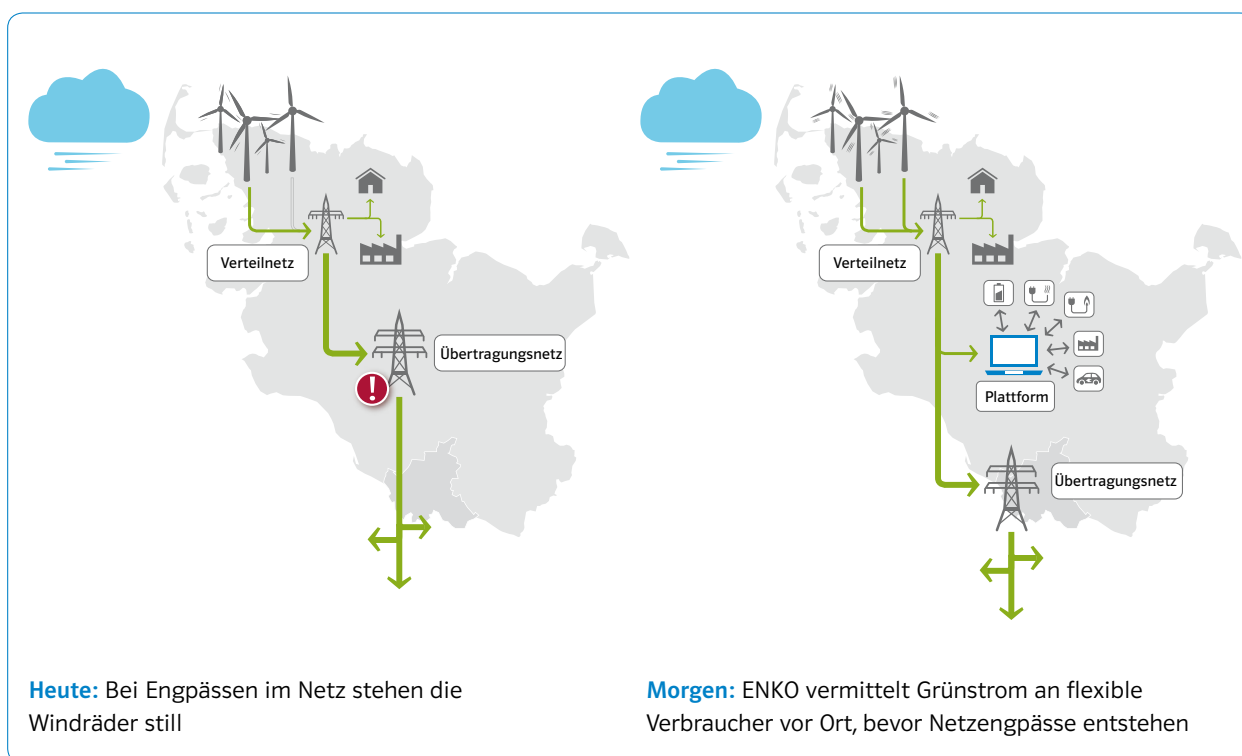 Verteilnetz
Übertragungsnetz
!
Heute: Bei Engpässen im Netz stehen die
Windräder still
Verteilnetz
Plattform
Übertragungsnetz
Morgen: ENKO vermittelt Grünstrom an flexible
Verbraucher vor Ort, bevor Netzengpässe entstehen